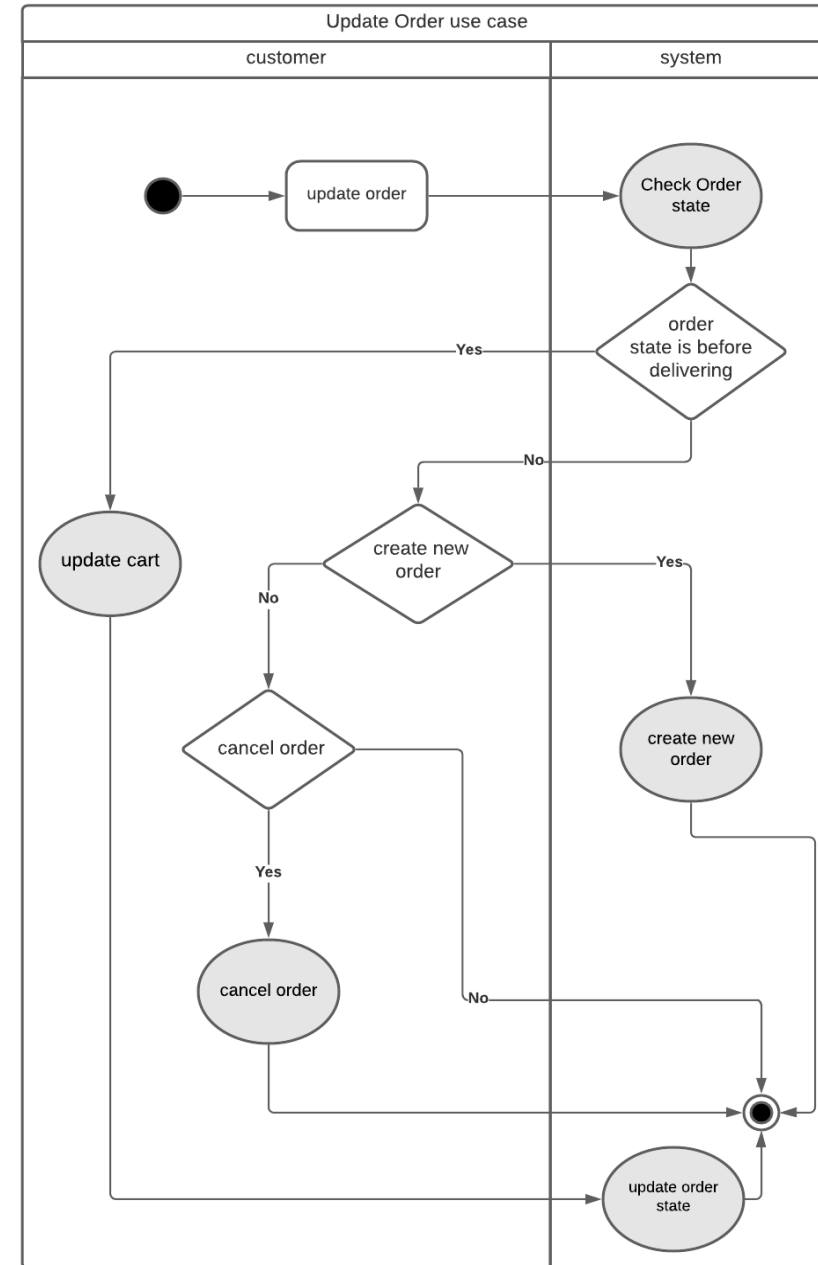 Update Order use case
customer
system
update order
Check Order
state
order
state is before
delivering
Yes
No
update cart
create new
order
Yes
No
cancel order
create new
order
Yes
cancel order
No
update order
state